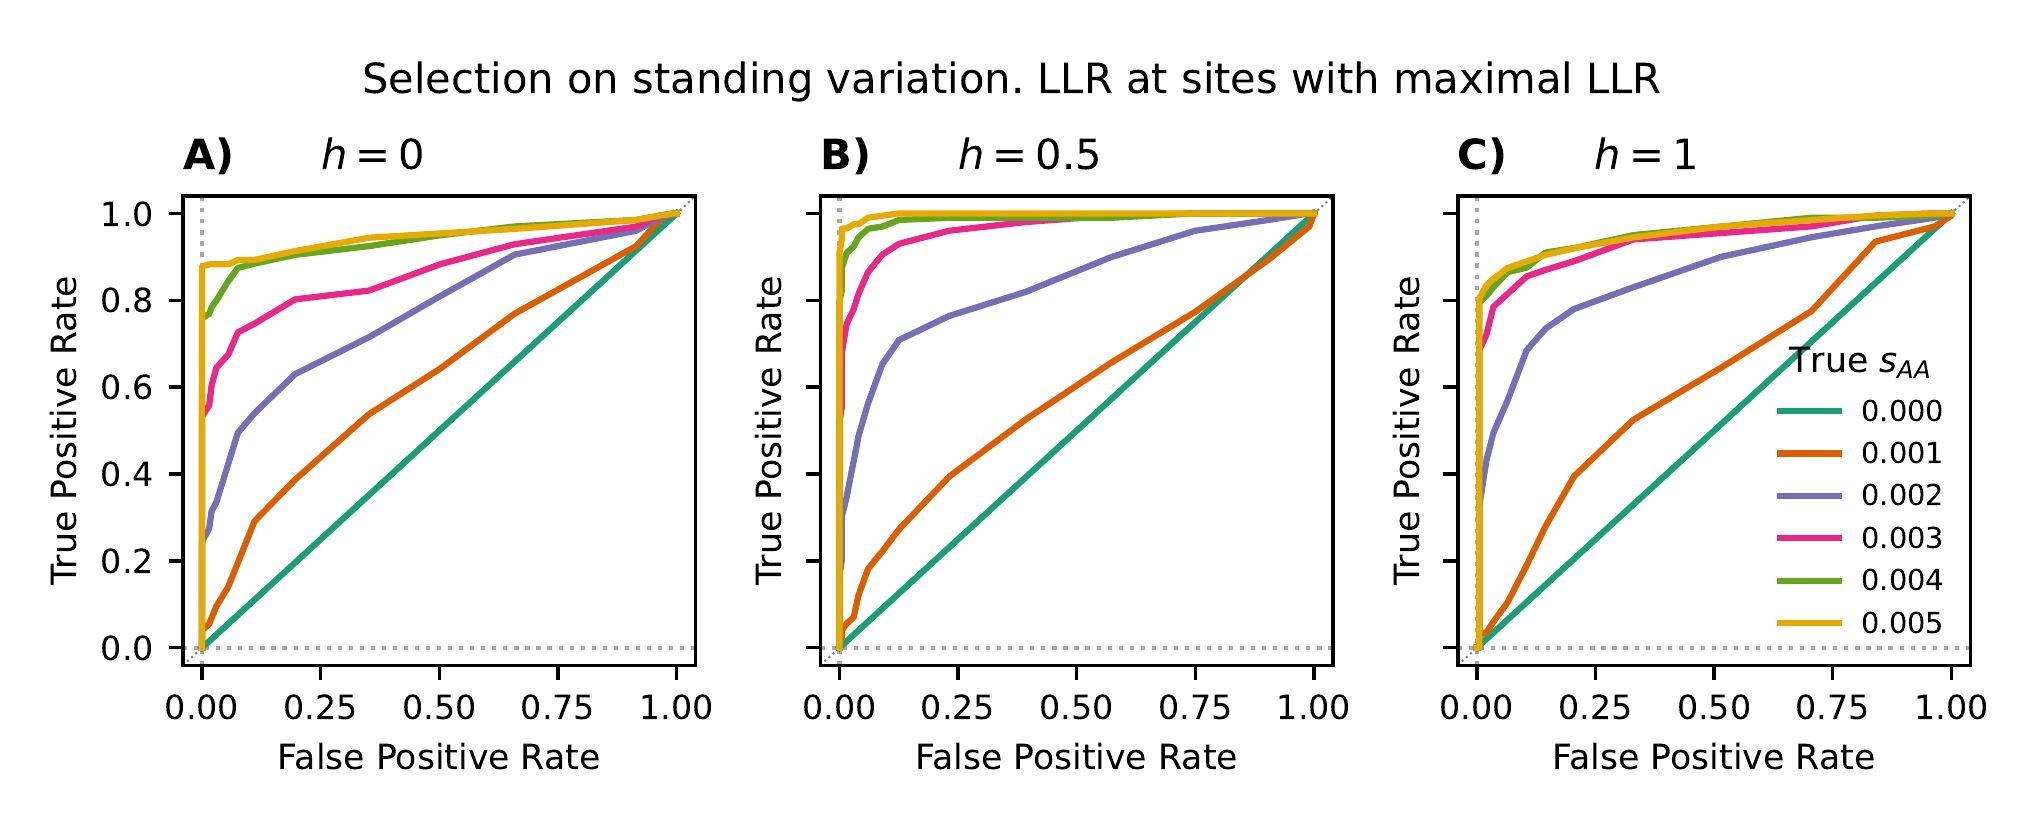 Selection on standing variation. LLR at sites with maximal LLR
A) h = 0
B) h = 0.5
C) h = 1
True Positive Rate
1.0
0.8
0.6
0.4
0.2
0.0
0.00 0.25 0.50 0.75 1.00
False Positive Rate
True Positive Rate
0.00 0.25 0.50 0.75 1.00
False Positive Rate
True Positive Rate
True s_AA
0.000
0.001
0.002
0.003
0.004
0.005
0.00 0.25 0.50 0.75 1.00
False Positive Rate